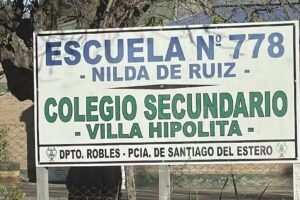 ESCUELA Nº 778
- NILDA DE RUIZ -
COLEGIO SECUNDARIO
- VILLA HIPOLITA -
DPTO. ROBLES - PCIA. DE SANTIAGO DEL ESTERO